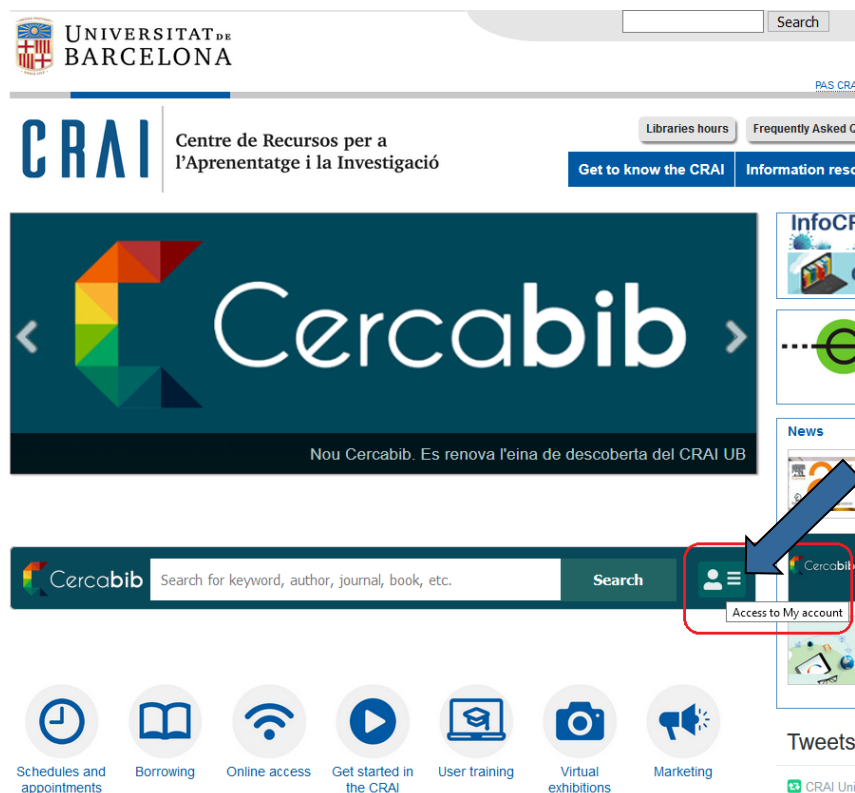 UNIVERSITAT DE
BARCELONA
Search
PAS CRA
CRAI
Centre de Recursos per a
l'Aprenentatge i la Investigació
Libraries hours
Frequently Asked Q
Get to know the CRAI
Information reso
Cercabib
Nou Cercabib. Es renova l'eina de descoberta del CRAI UB
InfoCR
News
Cercabib
Search for keyword, author, journal, book, etc.
Search
Access to My account
Cercabib
Schedules and
appointments
Borrowing
Online access
Get started in
the CRAI
User training
Virtual
exhibitions
Marketing
Tweets
CRAI Uni